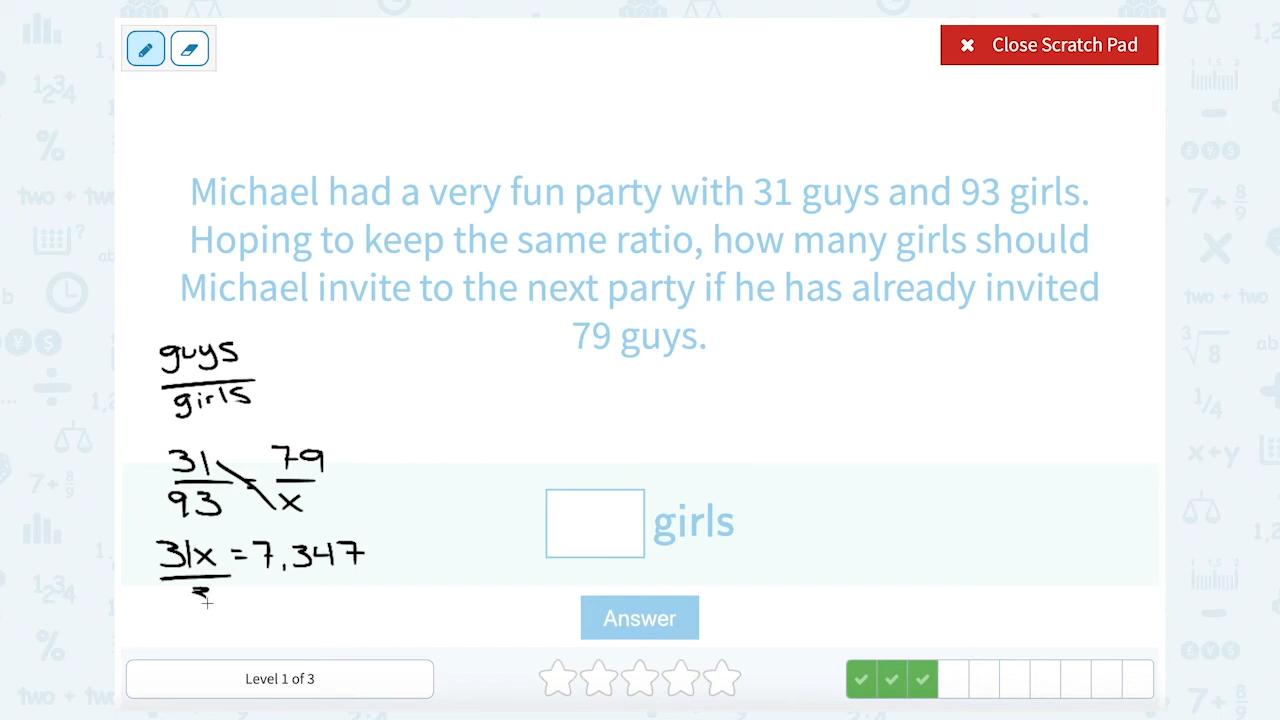 Close Scratch Pad
Michael had a very fun party with 31 guys and 93 girls.
Hoping to keep the same ratio, how many girls should
Michael invite to the next party if he has already invited
79 guys.
guys
girls
31 = 79
93 x
31x = 7,347
girls
Answer
Level 1 of 3